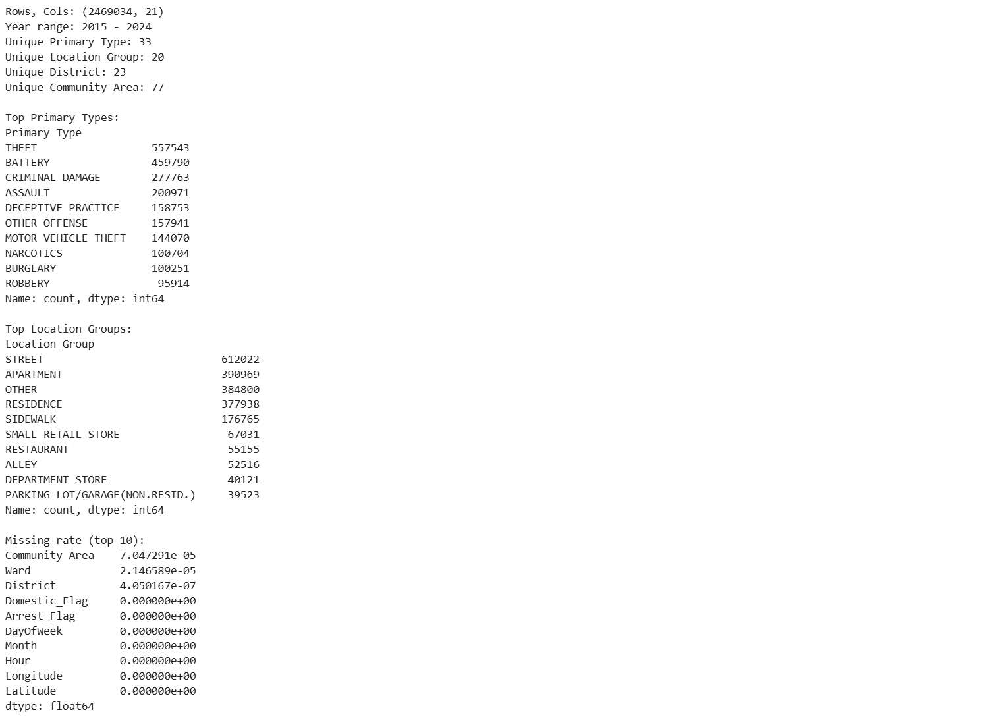 Rows, Cols: (2469034, 21)
Year range: 2015 - 2024
Unique Primary Type: 33
Unique Location_Group: 20
Unique District: 23
Unique Community Area: 77
Top Primary Types:
Primary Type
THEFT 557543
BATTERY 459790
CRIMINAL DAMAGE 277763
ASSAULT 200971
DECEPTIVE PRACTICE 158753
OTHER OFFENSE 157941
MOTOR VEHICLE THEFT 144070
NARCOTICS 100704
BURGLARY 100251
ROBBERY 95914
Name: count, dtype: int64
Top Location Groups:
Location_Group
STREET 612022
APARTMENT 390969
OTHER 384800
RESIDENCE 377938
SIDEWALK 176765
SMALL RETAIL STORE 67031
RESTAURANT 55155
ALLEY 52516
DEPARTMENT STORE 40121
PARKING LOT/GARAGE(NON.RESID.) 39523
Name: count, dtype: int64
Missing rate (top 10):
Community Area 7.047291e-05
Ward 2.146589e-05
District 4.050167e-07
Domestic_Flag 0.000000e+00
Arrest_Flag 0.000000e+00
DayOfWeek 0.000000e+00
Month 0.000000e+00
Hour 0.000000e+00
Longitude 0.000000e+00
Latitude 0.000000e+00
dtype: float64